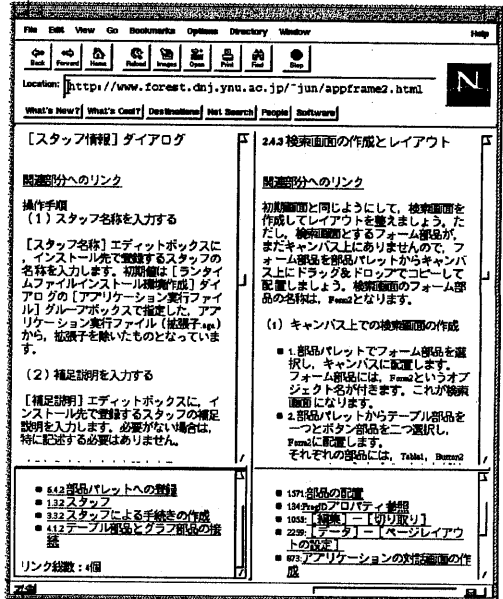 File Edit View Go Bookmarks Options Directory Window Help
Back Forward Home Reload Images Open Print Find Stop
Location: http://www.forest.dnj.ynu.ac.jp/~jun/appframe2.html
N
What's New? What's Cool? Destinations Net Search People Software
[スタッフ情報] ダイアログ
関連部分へのリンク
操作手順
(1) スタッフ名称を入力する
[スタッフ名称] エディットボックスに
, インストール先で登録するスタッフの
名称を入力します。初期値は [ランタイ
ムファイルインストール環境作成] ダイ
アログの [アプリケーション実行ファイ
ル] グループボックスで指定した, アプ
リケーション実行ファイル (拡張子.aga)
から, 拡張子を除いたものとなっていま
す。
(2) 補足説明を入力する
[補足説明] エディットボックスに, イ
ンストール先で登録するスタッフの補足
説明を入力します。必要がない場合は,
特に記述する必要はありません。
5.4.2 部品パレットへの登録
1.3.2 スタッフ
3.3.2 スタッフによる手続きの作成
4.1.2 テーブル部品とグラフ部品の接
続
リンク総数 : 4個
2.4.3 検索画面の作成とレイアウト
関連部分へのリンク
初期画面と同じようにして, 検索画面を
作成してレイアウトを整えましょう。た
だし, 検索画面とするフォーム部品が,
まだキャンバス上にありませんので, フ
ォーム部品を部品パレットからキャンバ
ス上にドラッグ&ドロップでコピーして
配置しましょう。検索画面のフォーム部
品の名称は, Form2となります。
(1) キャンバス上での検索画面の作成
1. 部品パレットでフォーム部品を選
択し, キャンバスに配置します。
フォーム部品には, Form2というオブ
ジェクト名が付きます。これが検索
画面になります。
2. 部品パレットからテーブル部品を
一つとボタン部品を二つ選択し,
Form2に配置します。
それぞれの部品には, Table1, Button2
1371:部品の配置
134:Progのプロパティ参照
1053: [編集] - [切り取り]
2259: [データ] - [ページレイアウ
トの設定]
673:アプリケーションの対話画面の作
成